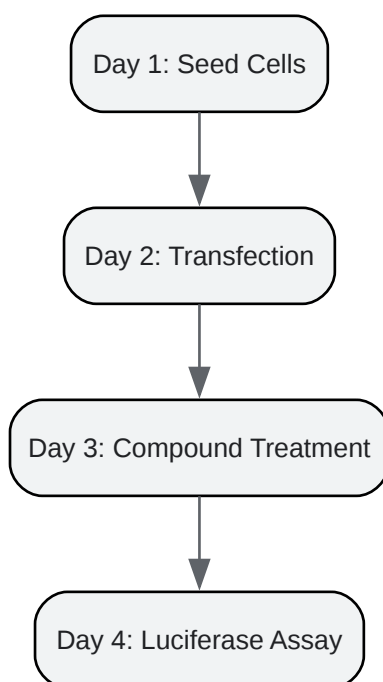 Day 1: Seed Cells
Day 2: Transfection
Day 3: Compound Treatment
Day 4: Luciferase Assay